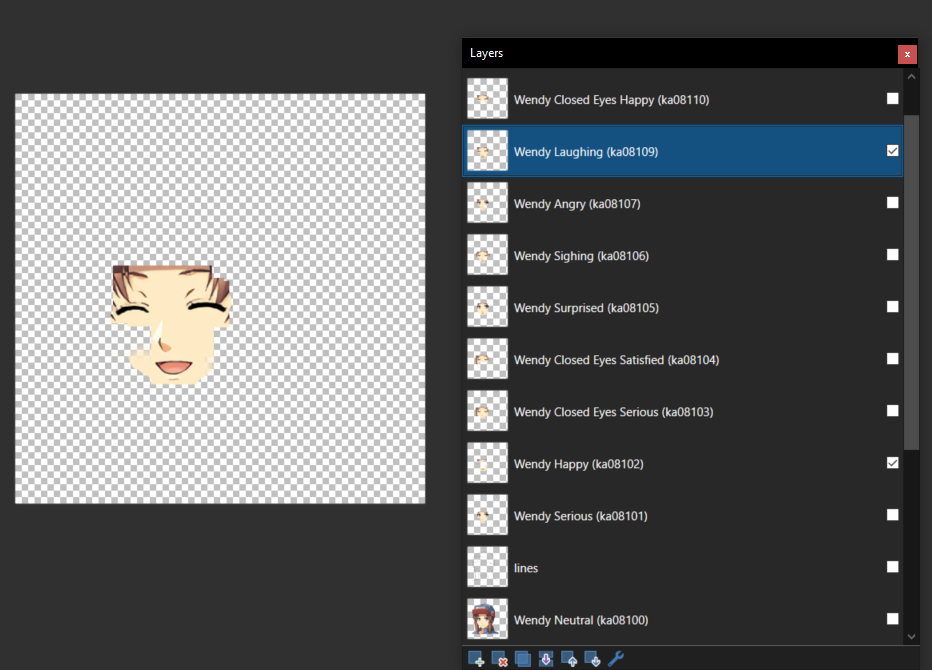 Layers
Wendy Closed Eyes Happy (ka08110)
Wendy Laughing (ka08109)
Wendy Angry (ka08107)
Wendy Sighing (ka08106)
Wendy Surprised (ka08105)
Wendy Closed Eyes Satisfied (ka08104)
Wendy Closed Eyes Serious (ka08103)
Wendy Happy (ka08102)
Wendy Serious (ka08101)
lines
Wendy Neutral (ka08100)